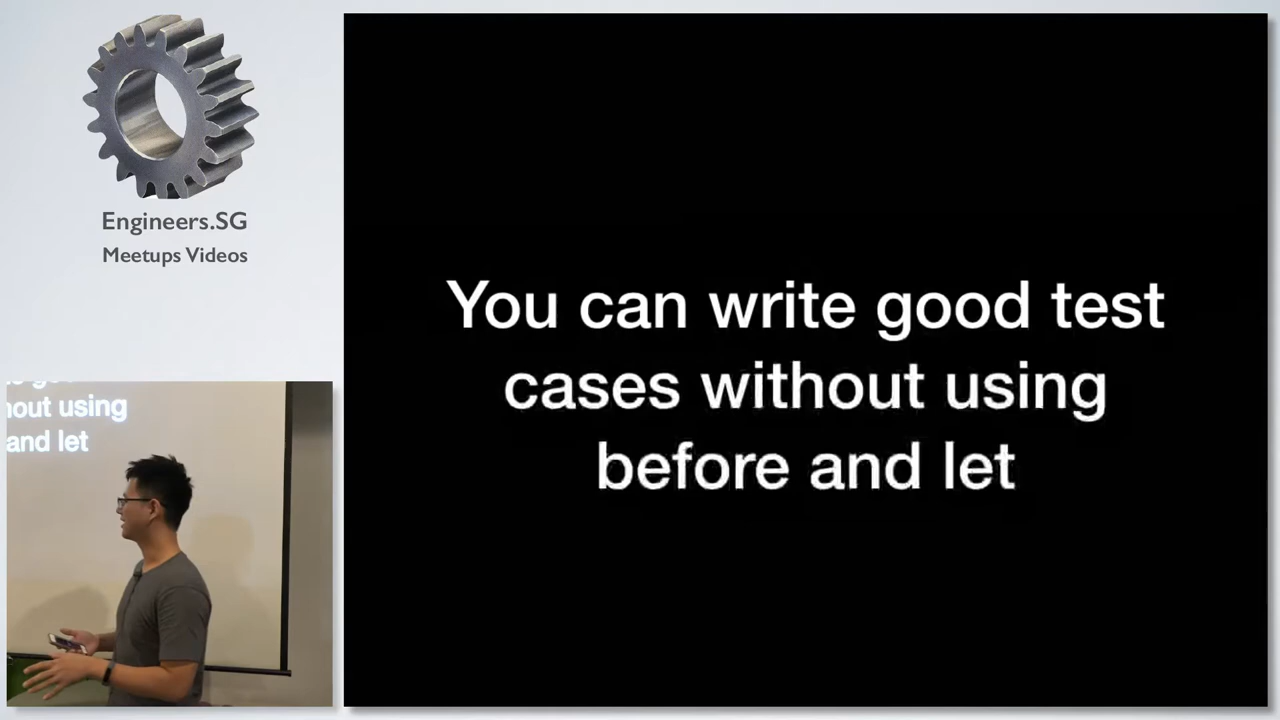 Engineers.SG
Meetups Videos
You can write good test
cases without using
before and let
out using
and let